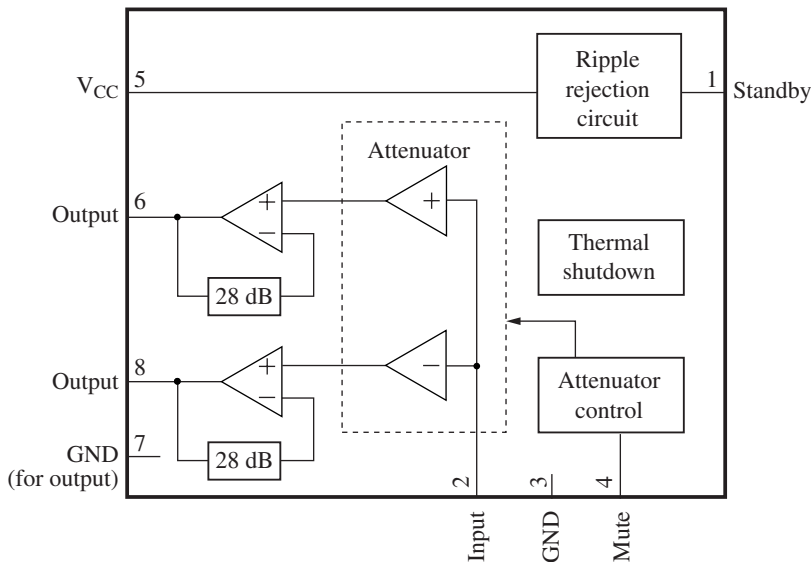 Ripple
rejection
circuit
VCC
5
1
Standby
Attenuator
6
+
+
Output
−
Thermal
shutdown
28 dB
8
+
−
Output
−
Attenuator
control
7
GND
(for output)
28 dB
2
3
4
Input
GND
Mute